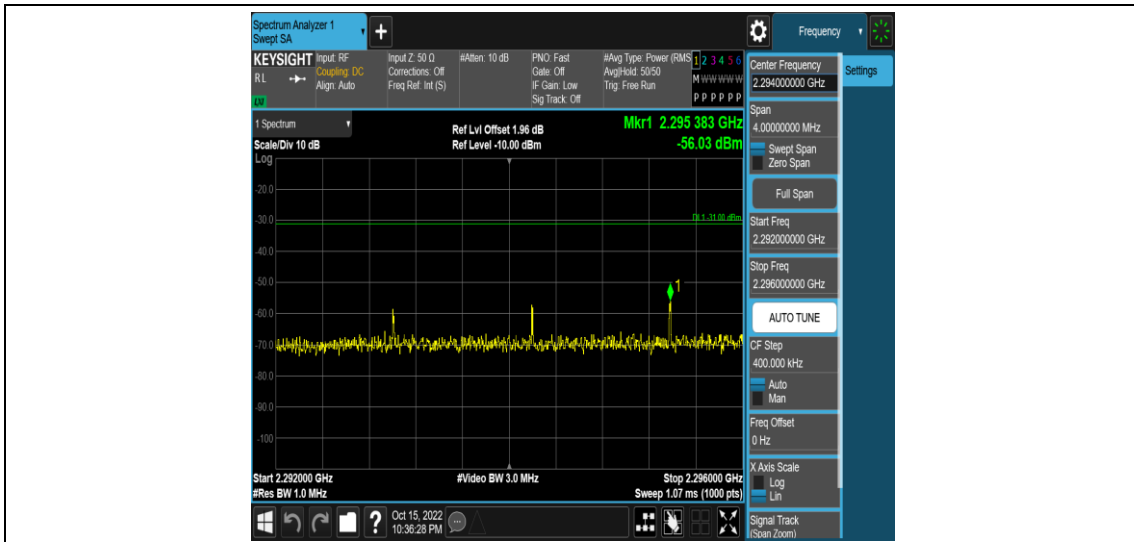 Spectrum Analyzer 1
Swept SA
+
Frequency
KEYSIGHT
RL
LXI
Input: RF
Coupling: DC
Align: Auto
Input Z: 50 Ω
Corrections: Off
Freq Ref: Int (S)
#Atten: 10 dB
PNO: Fast
Gate: Off
IF Gain: Low
Sig Track: Off
#Avg Type: Power (RMS
Avg|Hold: 50/50
Trig: Free Run
1 2 3 4 5 6
M W W W W W
P P P P P P
1 Spectrum
Scale/Div 10 dB
Log
Ref Lvl Offset 1.96 dB
Ref Level -10.00 dBm
Mkr1 2.295 383 GHz
-56.03 dBm
-20.0
-30.0
DL1 -31.00 dBm
-40.0
-50.0
1
-60.0
-70.0
-80.0
-90.0
-100
Start 2.292000 GHz
#Res BW 1.0 MHz
#Video BW 3.0 MHz
Stop 2.296000 GHz
Sweep 1.07 ms (1000 pts)
Center Frequency
2.294000000 GHz
Settings
Span
4.00000000 MHz
Swept Span
Zero Span
Full Span
Start Freq
2.292000000 GHz
Stop Freq
2.296000000 GHz
AUTO TUNE
CF Step
400.000 kHz
Auto
Man
Freq Offset
0 Hz
X Axis Scale
Log
Lin
Signal Track
(Span Zoom)
?
Oct 15, 2022
10:36:28 PM